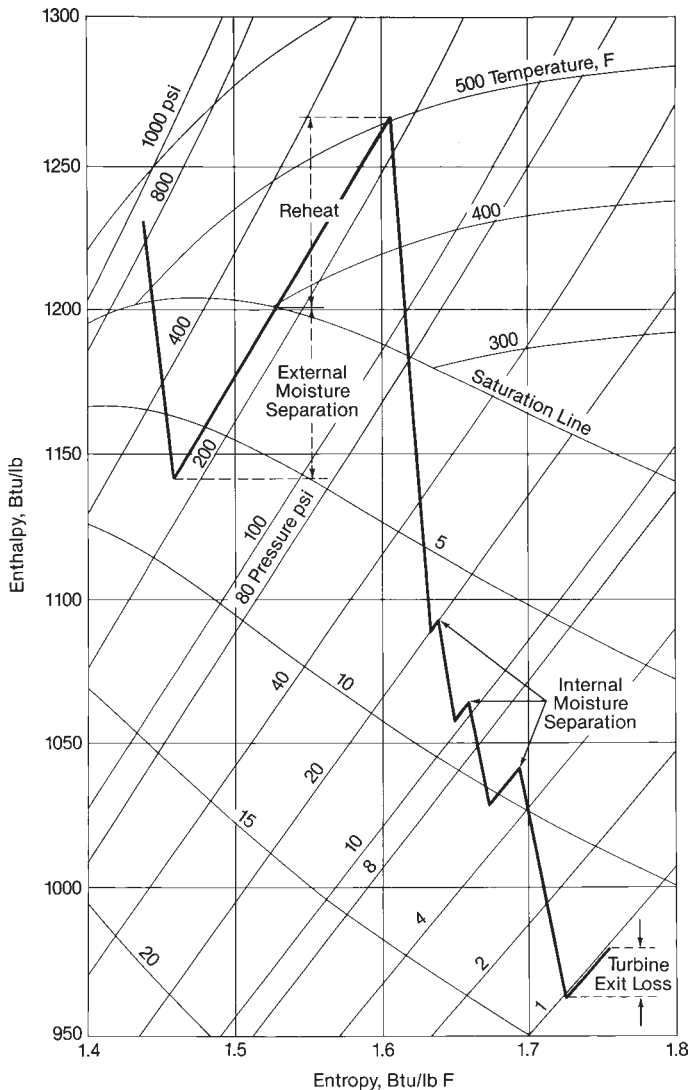 1300
1250
1200
1150
1100
1050
1000
950
Enthalpy, Btu/lb
1000 psi
800
500 Temperature, F
Reheat
400
400
300
External
Moisture
Separation
Saturation Line
200
100
80 Pressure psi
5
40
10
Internal
Moisture
Separation
20
15
10
8
4
2
20
1
Turbine
Exit Loss
1.4
1.5
1.6
1.7
1.8
Entropy, Btu/lb F